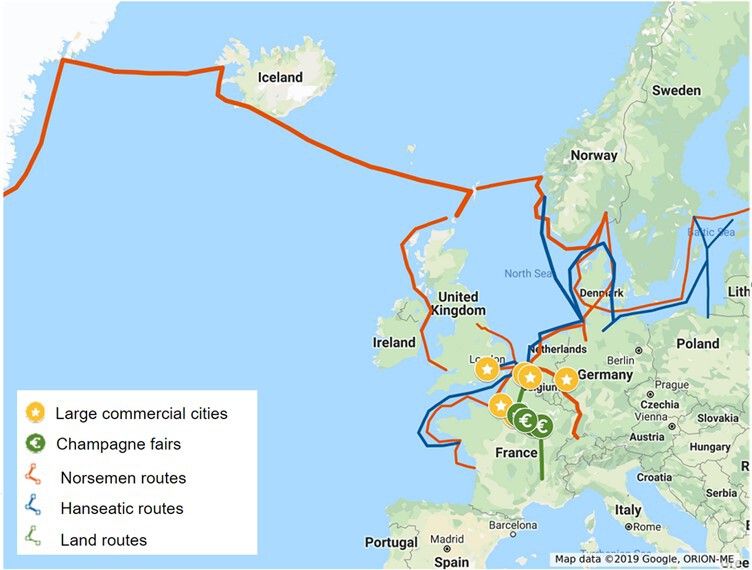 Iceland
Sweden
Norway
Baltic Sea
North Sea
Denmark
Lith
United
Kingdom
Ireland
Netherlands
Poland
Berlin
London
Belgium
Germany
Prague
Czechia
Vienna
Slovakia
Austria
Hungary
France
Croatia
Serbia
Italy
Rome
Barcelona
Portugal
Madrid
Spain
Large commercial cities
Champagne fairs
Norsemen routes
Hanseatic routes
Land routes
Map data ©2019 Google, ORION-ME